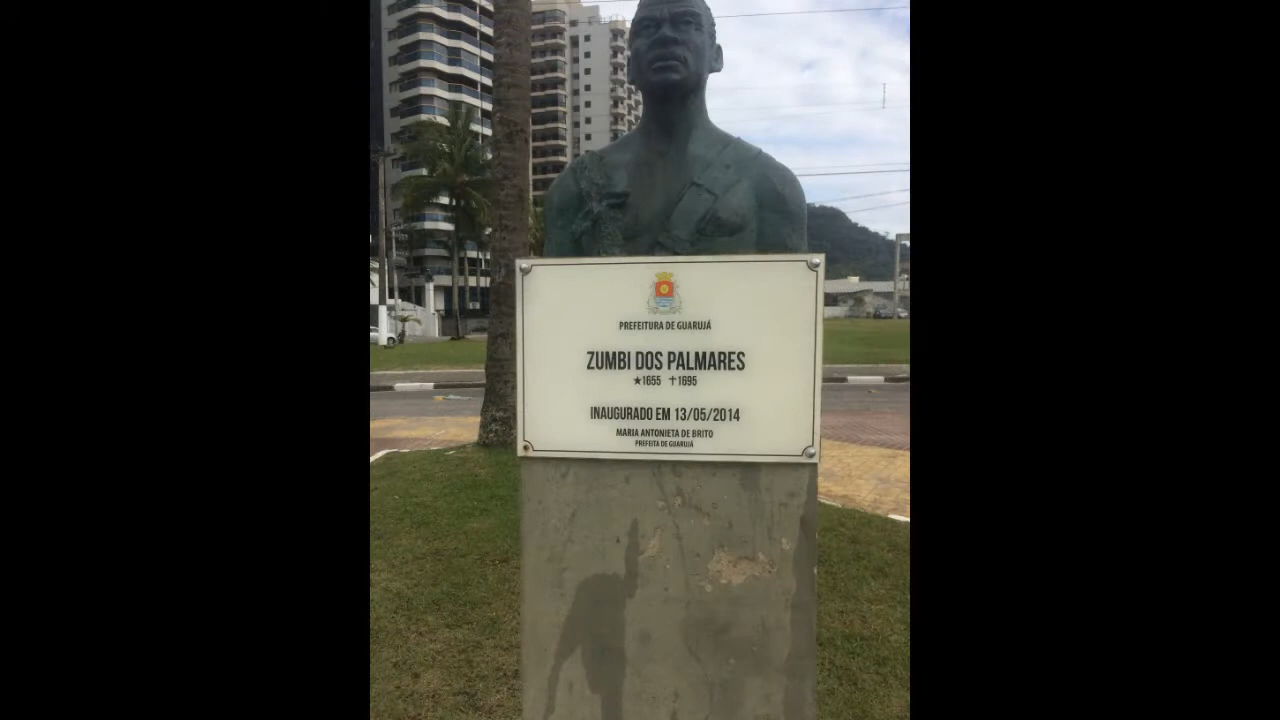 PREFEITURA DE GUARUJÁ
ZUMBI DOS PALMARES
★1655 ✝1695
INAUGURADO EM 13/05/2014
MARIA ANTONIETA DE BRITO
PREFEITA DE GUARUJÁ